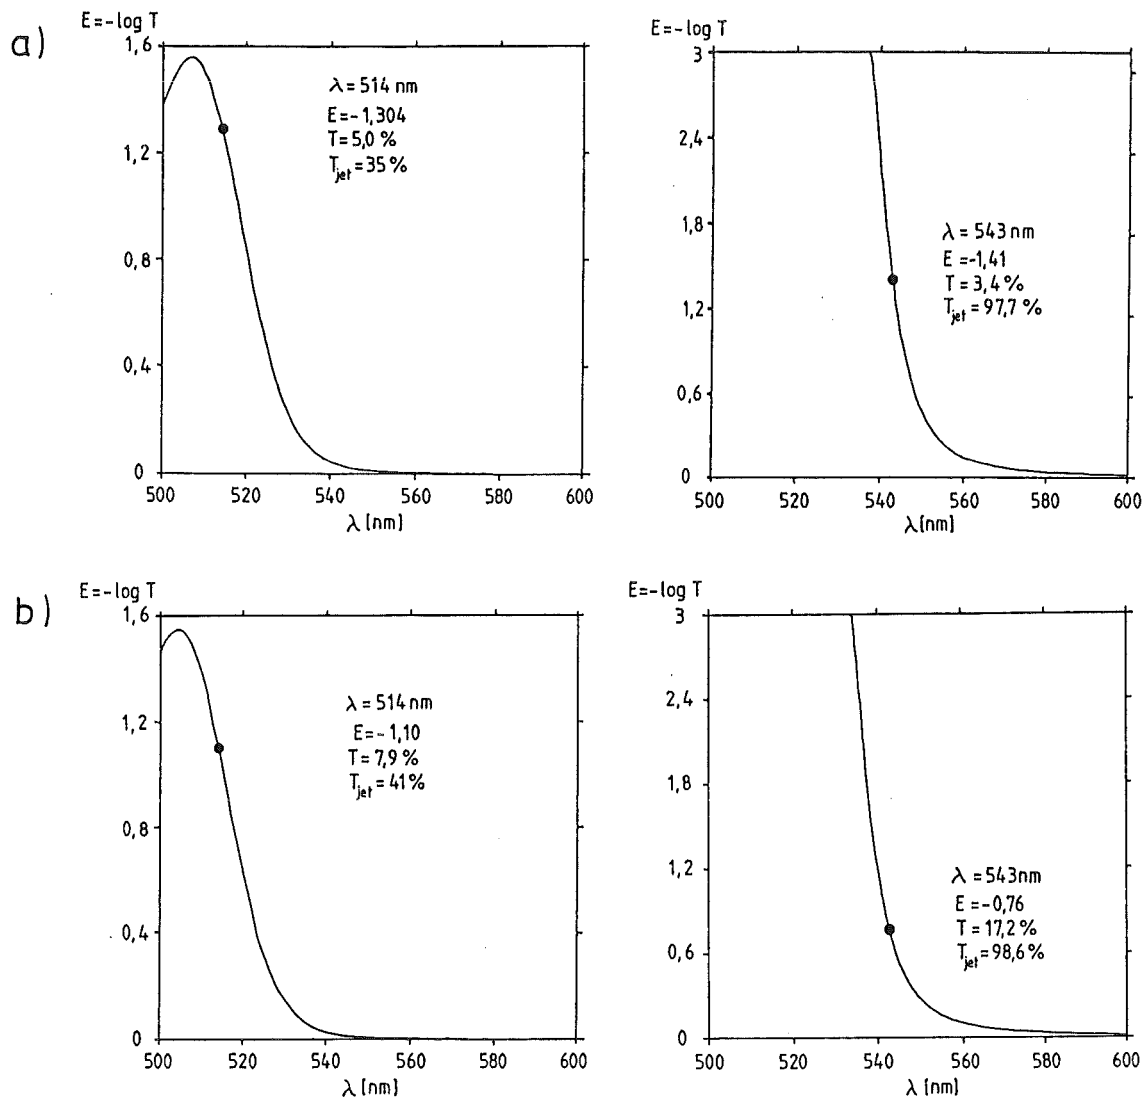 a)
E=-log T
1,6
1,2
0,8
0,4
0
500 520 540 560 580 600
λ [nm]
λ=514 nm
E=-1,304
T=5,0 %
Tjet=35%
E=-log T
3
2,4
1,8
1,2
0,6
0
500 520 540 560 580 600
λ[nm]
λ = 543 nm
E =-1,41
T = 3,4 %
Tjet = 97,7 %
b)
E=-log T
1,6
1,2
0,8
0,4
0
500 520 540 560 580 600
λ [nm]
λ=514 nm
E=-1,10
T=7,9 %
Tjet=41%
E=-log T
3
2,4
1,8
1,2
0,6
0
500 520 540 560 580 600
λ [nm]
λ =543nm
E =-0,76
T = 17,2 %
Tjet=98,6 %